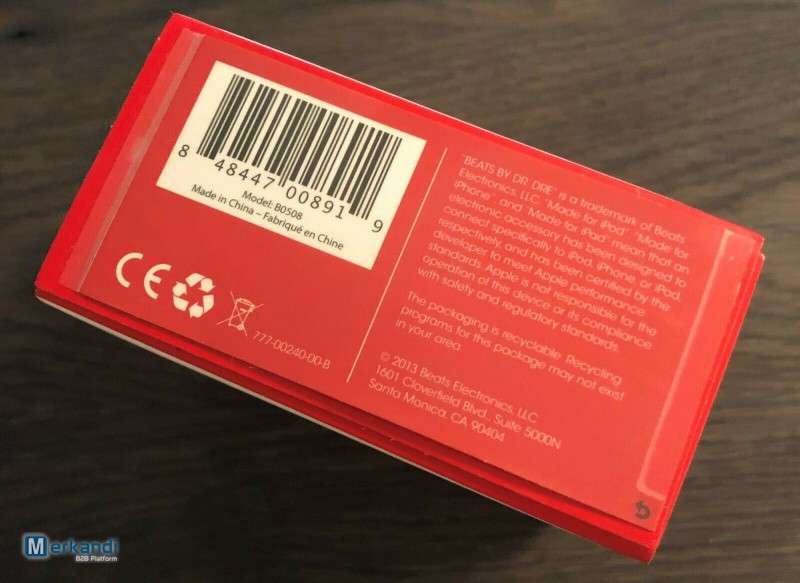 8 48447 00891 9
Model: B0508
Made in China – Fabriqué en Chine
CE
777-00240-00-B
"BEATS BY DR. DRE" is a trademark of Beats
Electronics, LLC. "Made for iPod", "Made for
iPhone", and "Made for iPad" mean that an
electronic accessory has been designed to
connect specifically to iPod, iPhone, or iPad,
respectively, and has been certified by the
developer to meet Apple performance
standards. Apple is not responsible for the
operation of this device or its compliance
with safety and regulatory standards.
The packaging is recyclable. Recycling
programs for this package may not exist
in your area.
© 2013 Beats Electronics, LLC
1601 Cloverfield Blvd., Suite 5000N
Santa Monica, CA 90404
Merkandi
B2B Platform